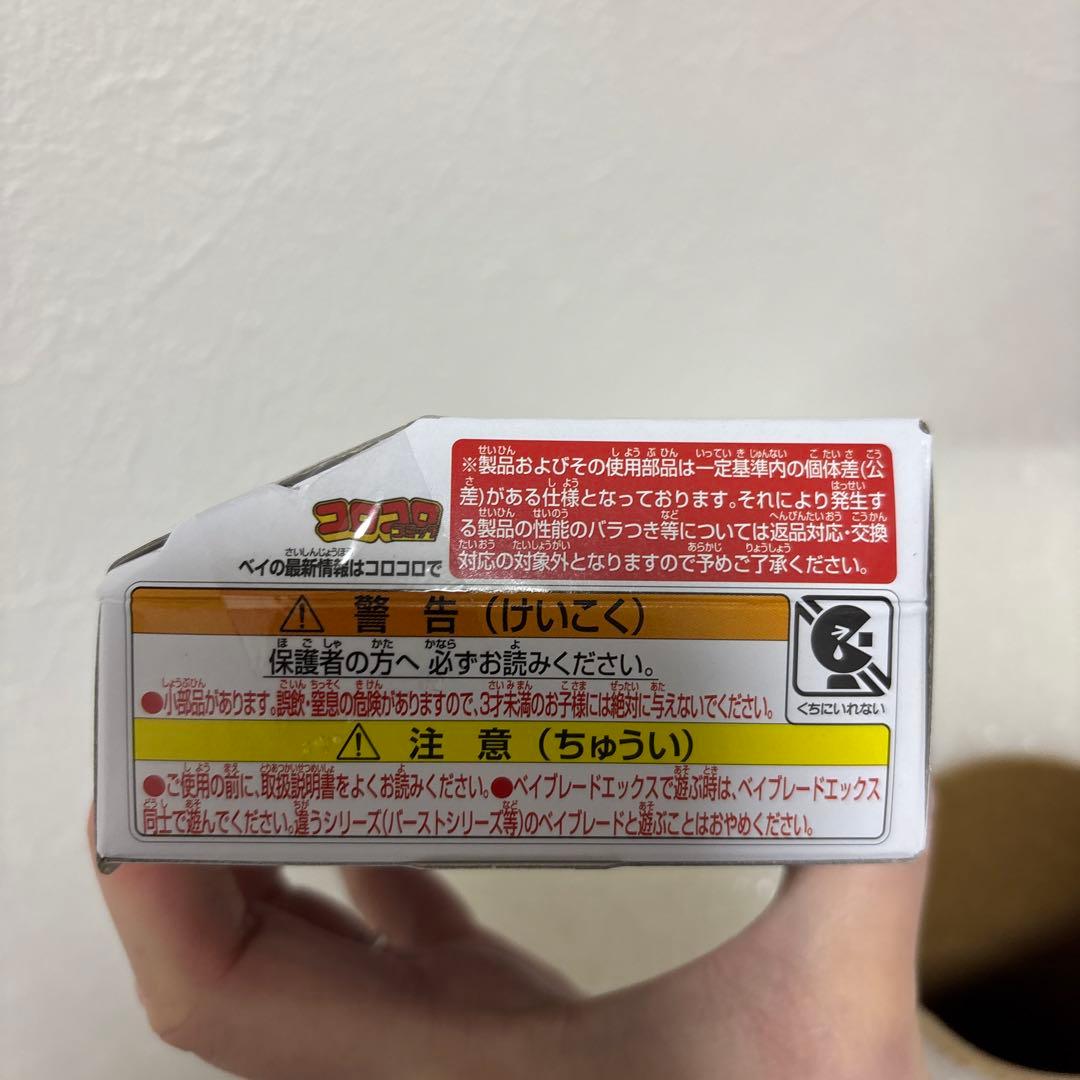 ※製品およびその使用部品は一定基準内の個体差(公
差)がある仕様となっております。それにより発生す
る製品の性能のバラつき等については返品対応・交換
対応の対象外となりますので予めご了承ください。
コロコロ
コミック
ベイの最新情報はコロコロで
警告(けいこく)
保護者の方へ 必ずお読みください。
●小部品があります。誤飲・窒息の危険がありますので、3才未満のお子様には絶対に与えないでください。
くちにいれない
注意(ちゅうい)
●ご使用の前に、取扱説明書をよくお読みください。●ベイブレードエックスで遊ぶ時は、ベイブレードエックス
同士で遊んでください。違うシリーズ(バーストシリーズ等)のベイブレードと遊ぶことはおやめください。